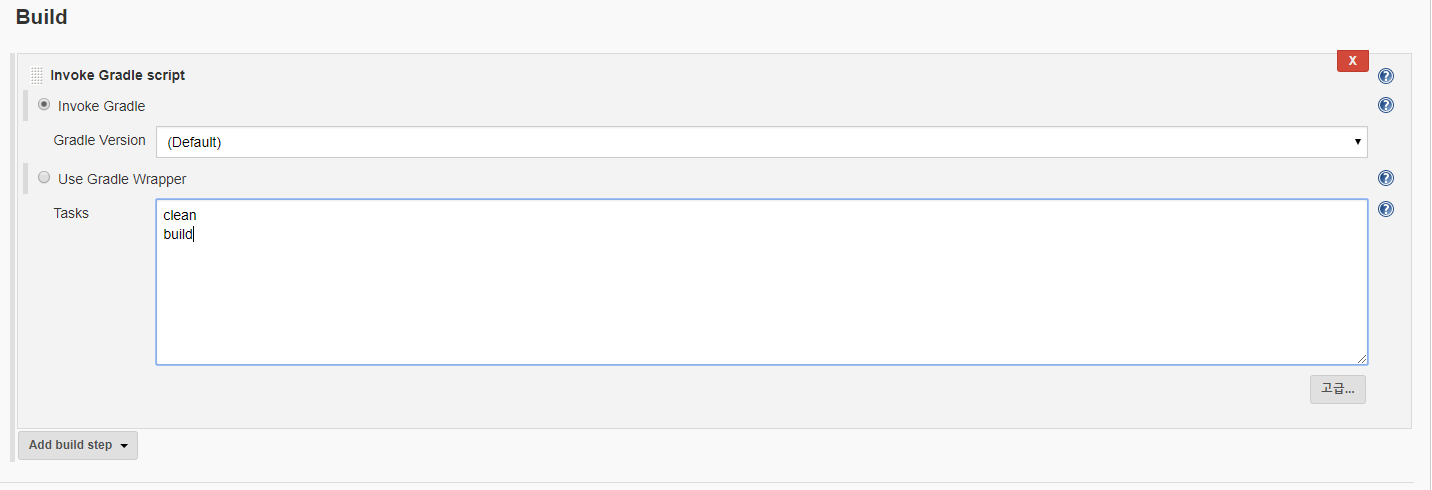 Build
X
Invoke Gradle script
Invoke Gradle
Gradle Version (Default)
Use Gradle Wrapper
Tasks clean
build
고급...
Add build step